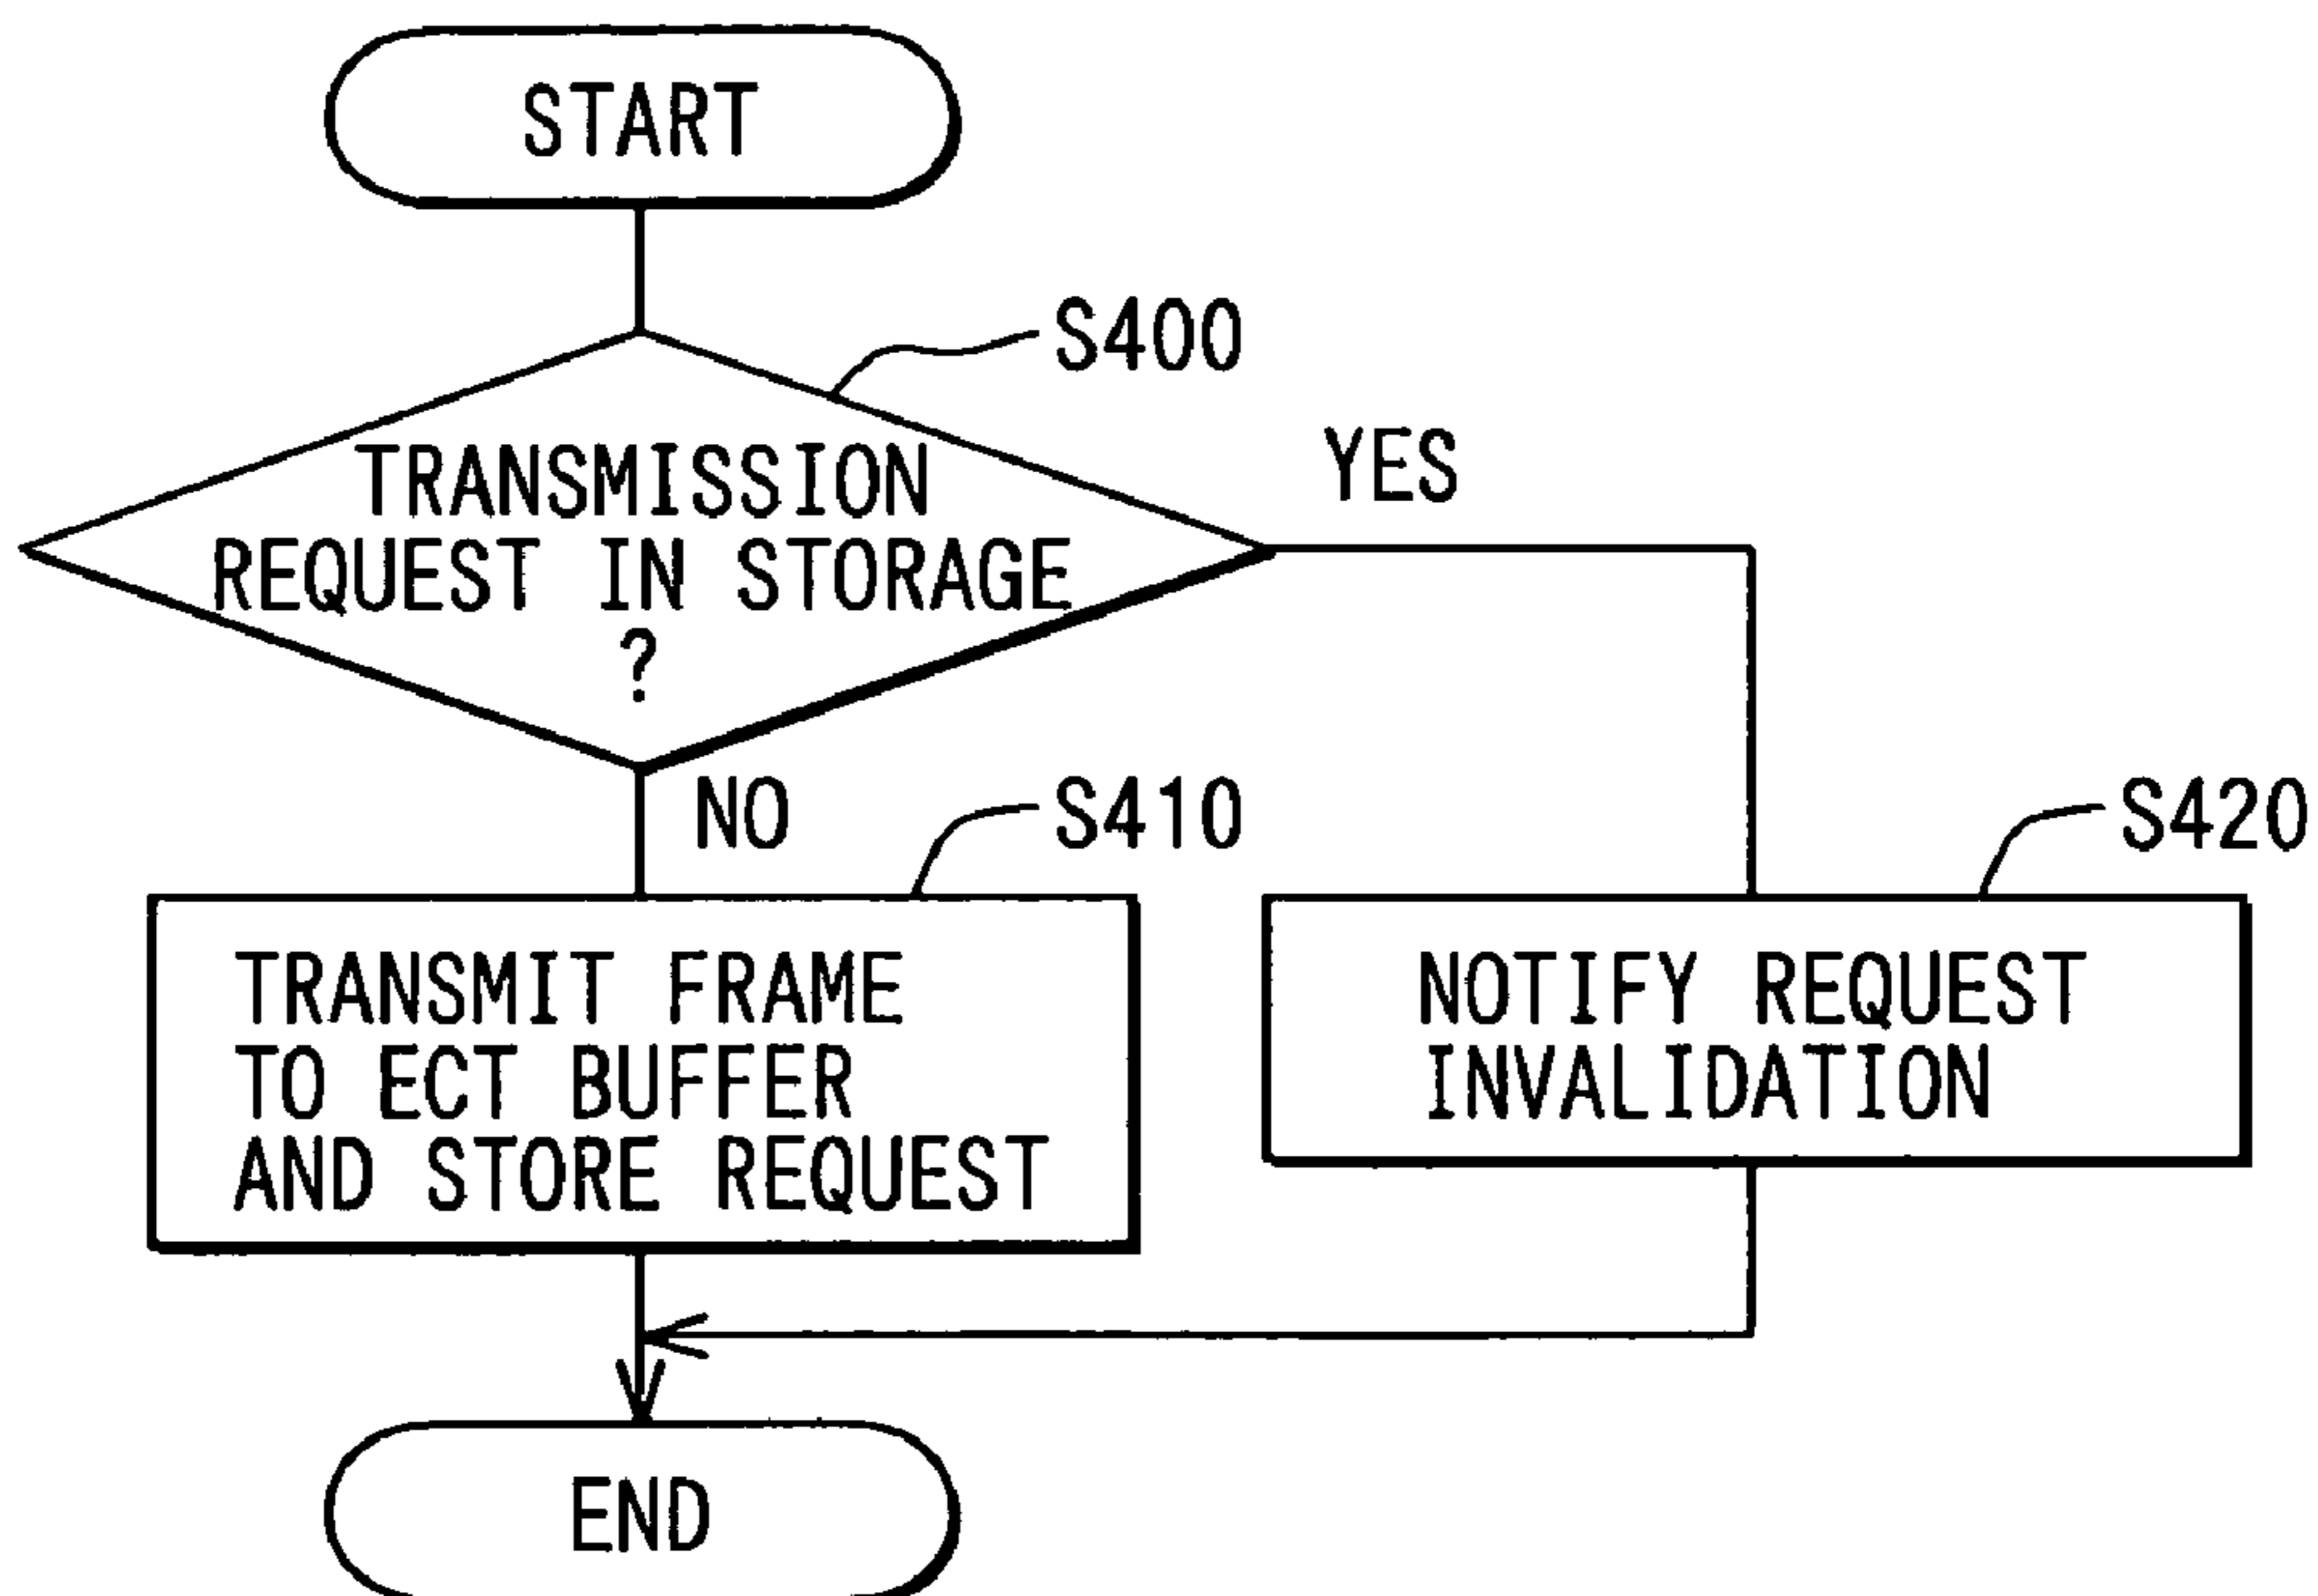 START
S400
TRANSMISSION
REQUEST IN STORAGE
?
YES
NO
S410
S420
TRANSMIT FRAME
TO ECT BUFFER
AND STORE REQUEST
NOTIFY REQUEST
INVALIDATION
END